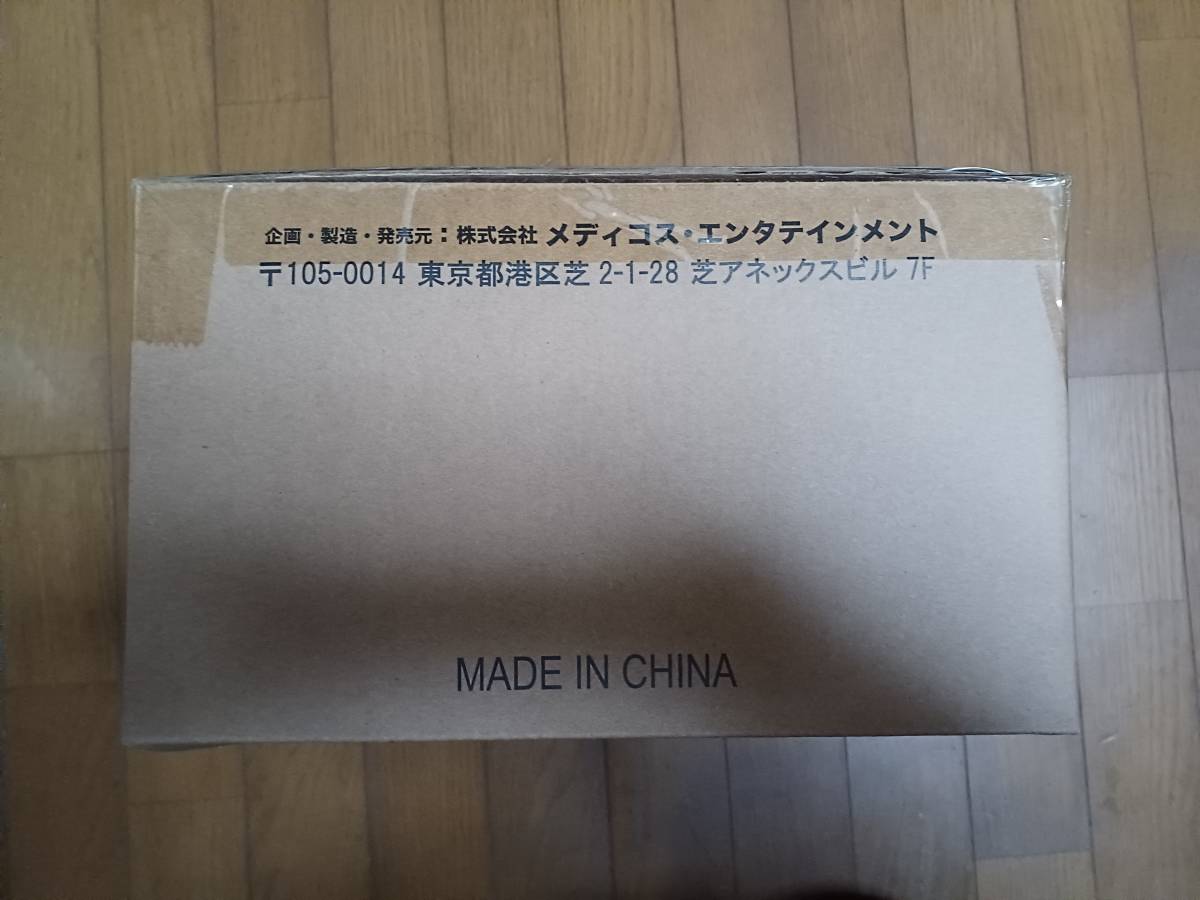 企画・製造・発売元：株式会社 メディコス・エンタテインメント
〒105-0014 東京都港区芝 2-1-28 芝アネックスビル 7F
MADE IN CHINA